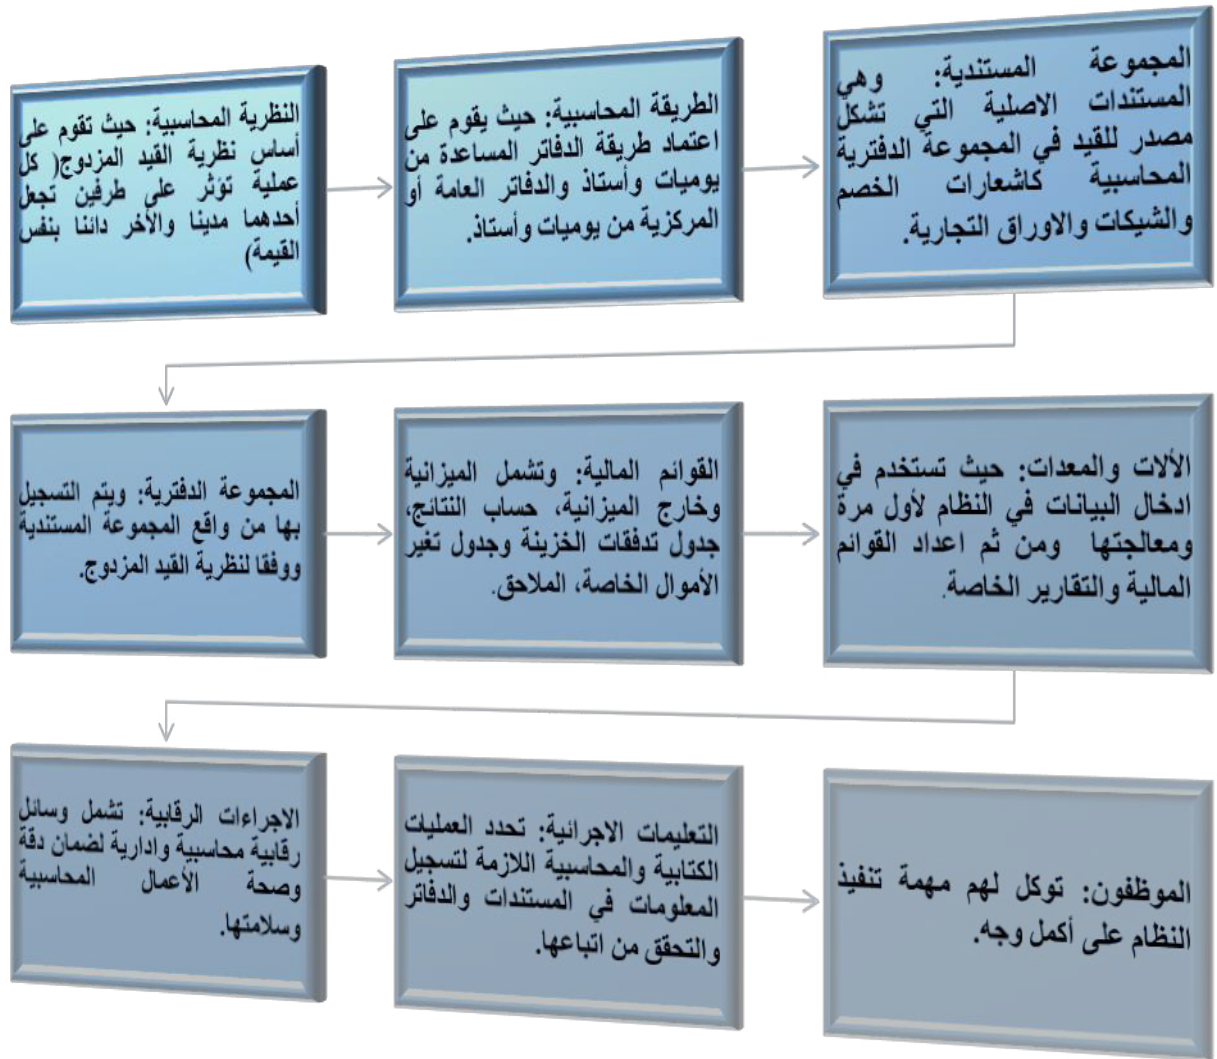 النظرية المحاسبية: حيث تقوم على
أساس نظرية القيد المزدوج( كل
عملية تؤثر على طرفين تجعل
أحدهما مدينا والآخر دائنا بنفس
القيمة)
الطريقة المحاسبية: حيث يقوم على
اعتماد طريقة الدفاتر المساعدة من
يوميات وأستاذ والدفاتر العامة أو
المركزية من يوميات وأستاذ.
المجموعة المستندية: وهي
المستندات الاصلية التي تشكل
مصدر للقيد في المجموعة الدفترية
المحاسبية كاشعارات الخصم
والشيكات والاوراق التجارية.
المجموعة الدفترية: ويتم التسجيل
بها من واقع المجموعة المستندية
ووفقا لنظرية القيد المزدوج.
القوائم المالية: وتشمل الميزانية
وخارج الميزانية، حساب النتائج،
جدول تدفقات الخزينة وجدول تغير
الأموال الخاصة، الملاحق.
الألات والمعدات: حيث تستخدم في
ادخال البيانات في النظام لأول مرة
ومعالجتها ومن ثم اعداد القوائم
المالية والتقارير الخاصة.
الاجراءات الرقابية: تشمل وسائل
رقابية محاسبية وادارية لضمان دقة
وصحة الأعمال المحاسبية
وسلامتها.
التعليمات الاجرائية: تحدد العمليات
الكتابية والمحاسبية اللازمة لتسجيل
المعلومات في المستندات والدفاتر
والتحقق من اتباعها.
الموظفون: توكل لهم مهمة تنفيذ
النظام على أكمل وجه.